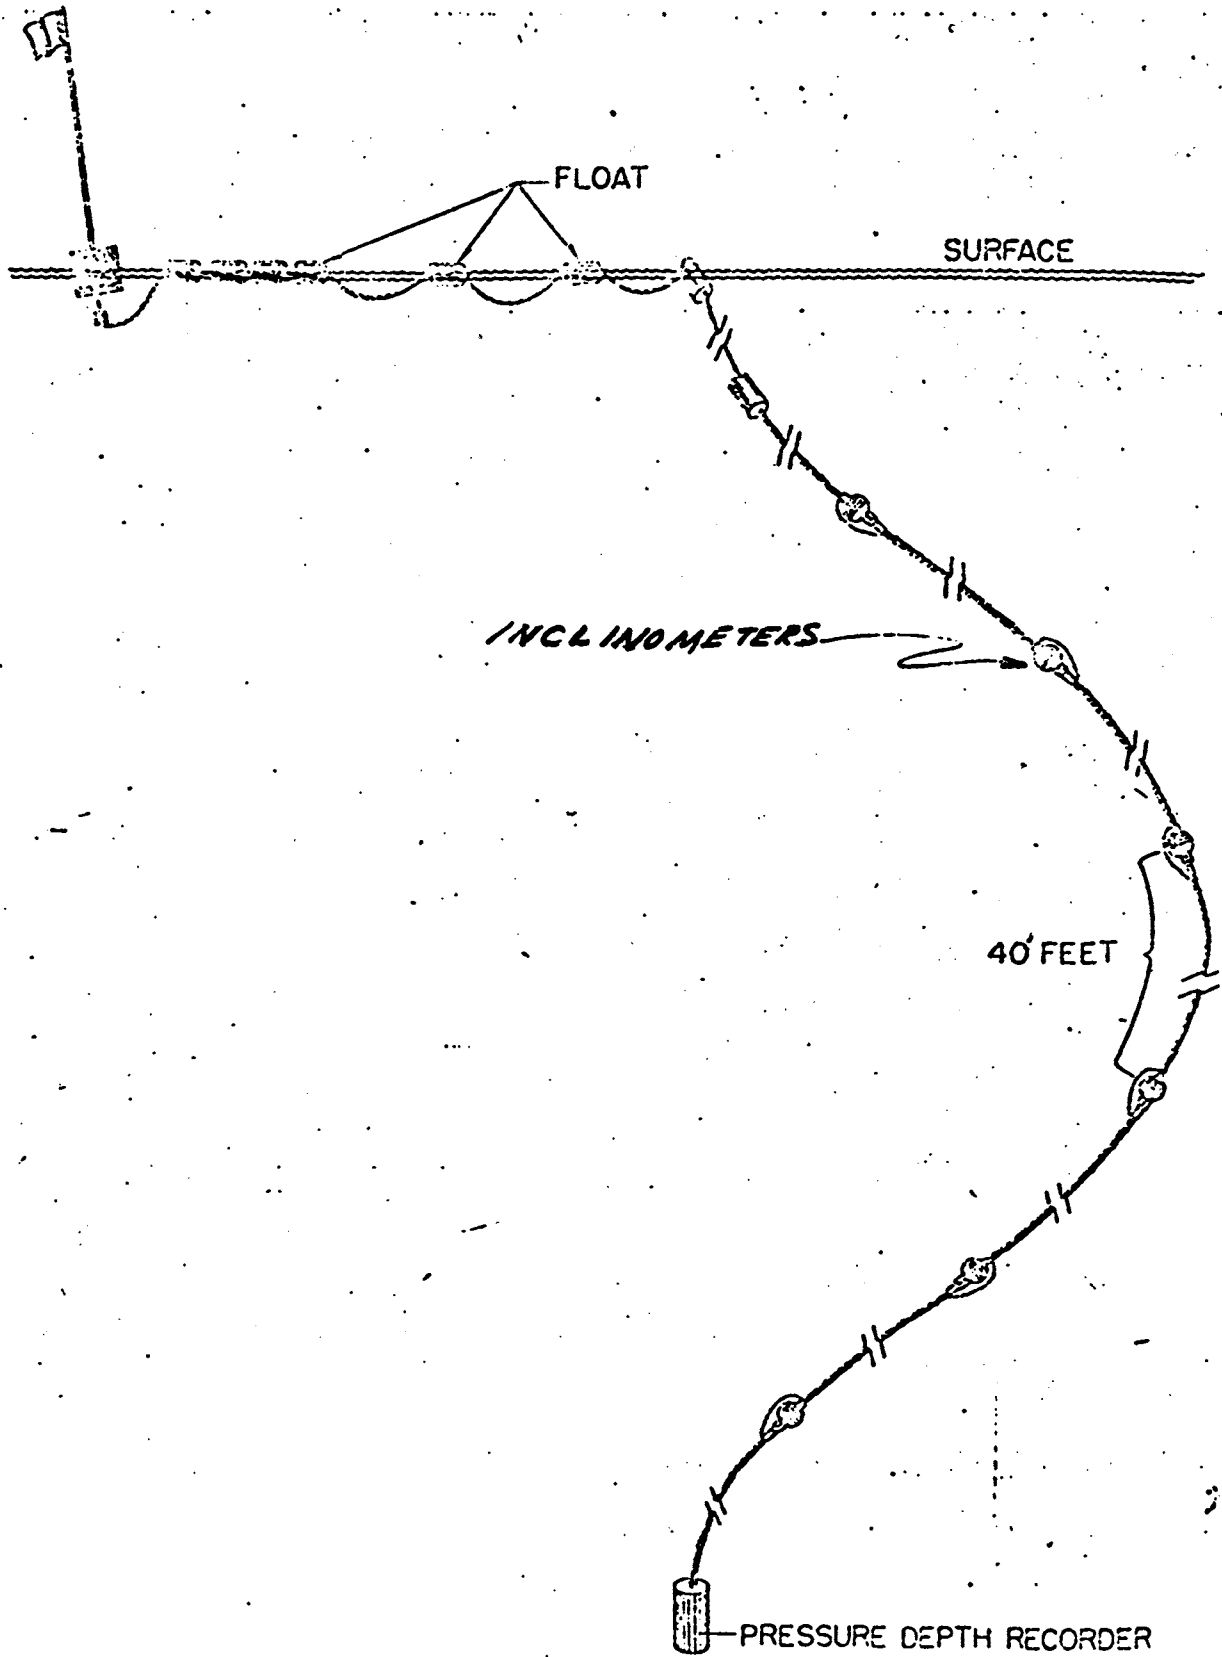 FLOAT
SURFACE
INCLINOMETERS
40' FEET
PRESSURE DEPTH RECORDER